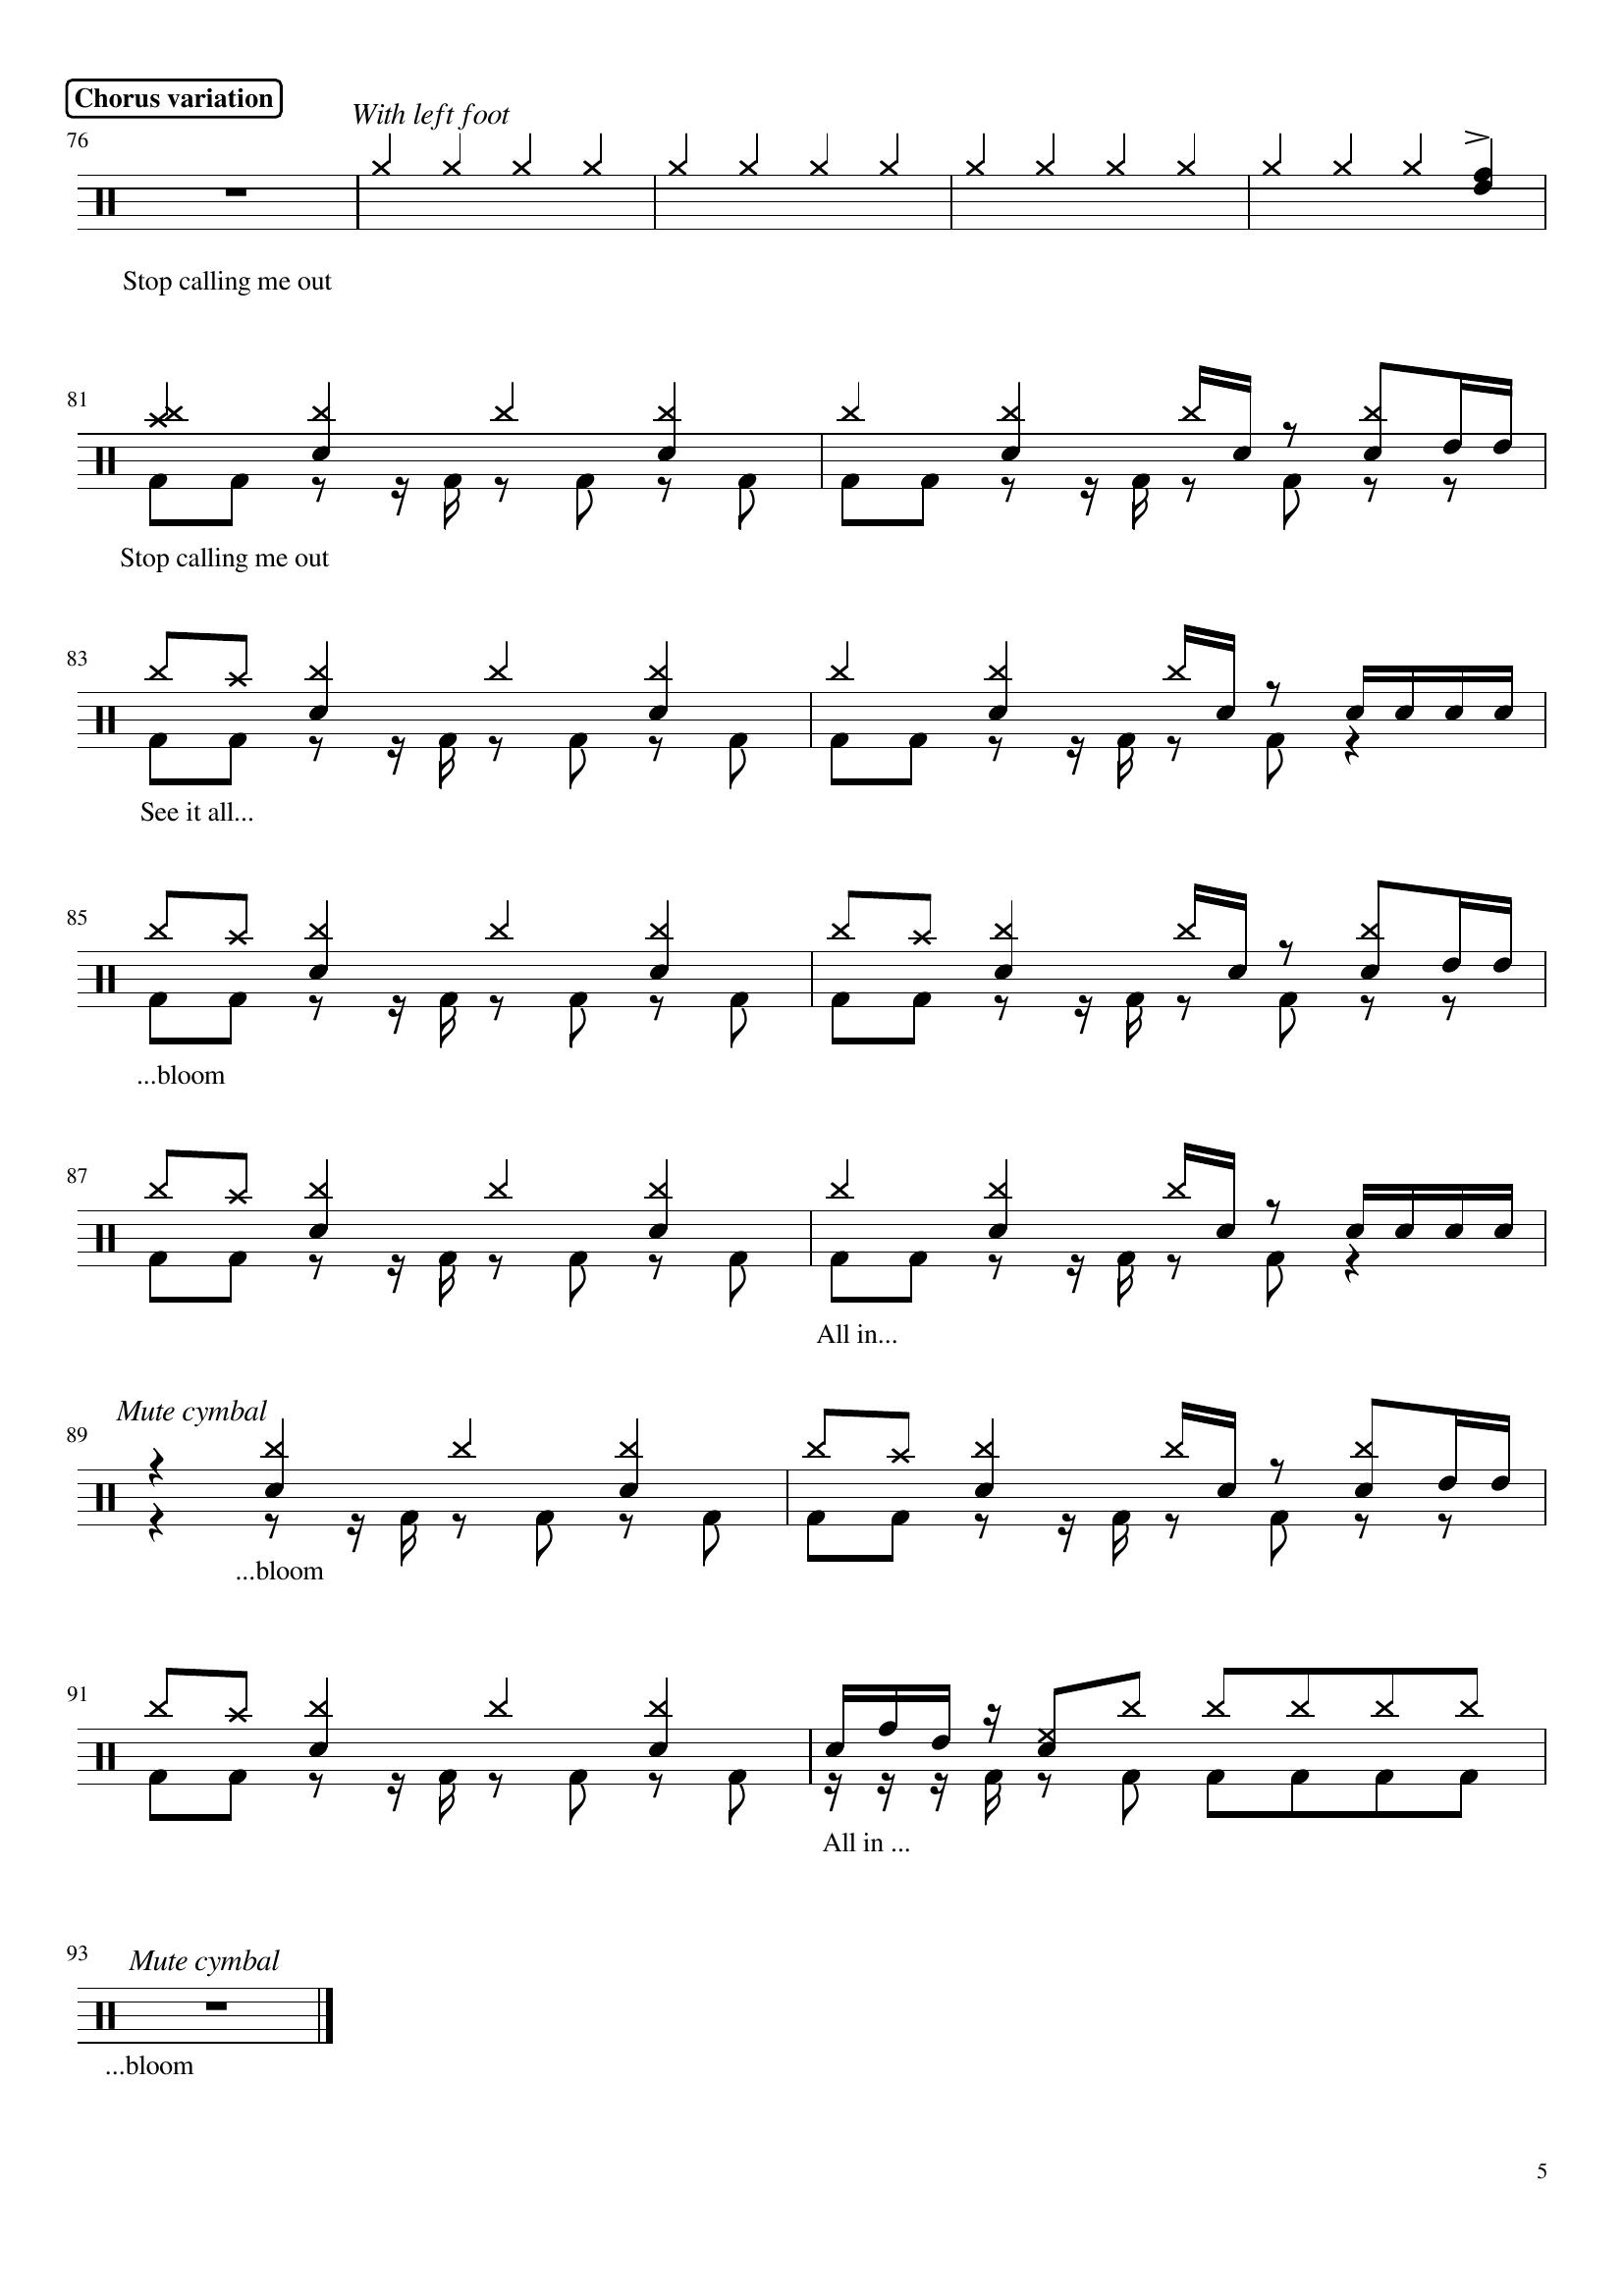 Chorus variation
With left foot
76
Stop calling me out
81
Stop calling me out
83
See it all...
85
...bloom
87
All in...
Mute cymbal
89
...bloom
91
All in ...
93
Mute cymbal
...bloom
5